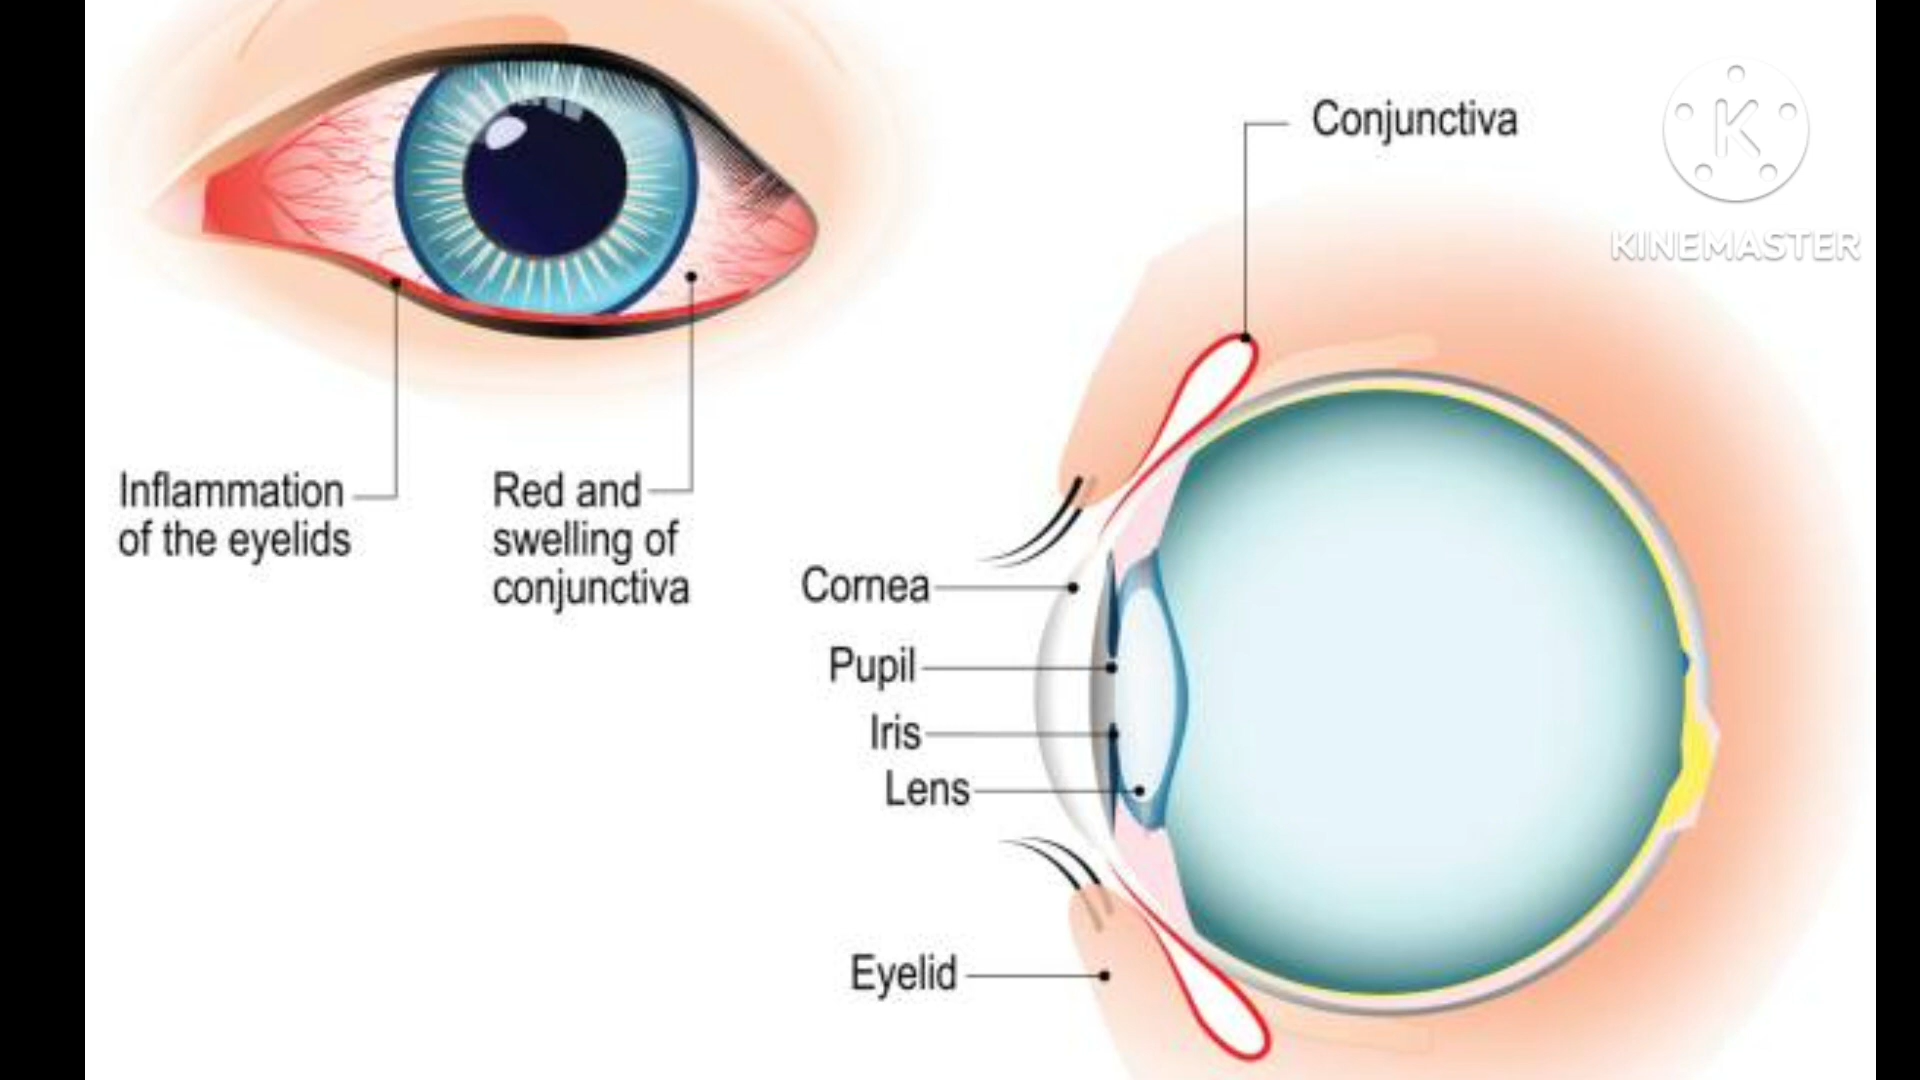 Conjunctiva
K
KINEMASTER
Inflammation
of the eyelids
Red and
swelling of
conjunctiva
Cornea
Pupil
Iris
Lens
Eyelid